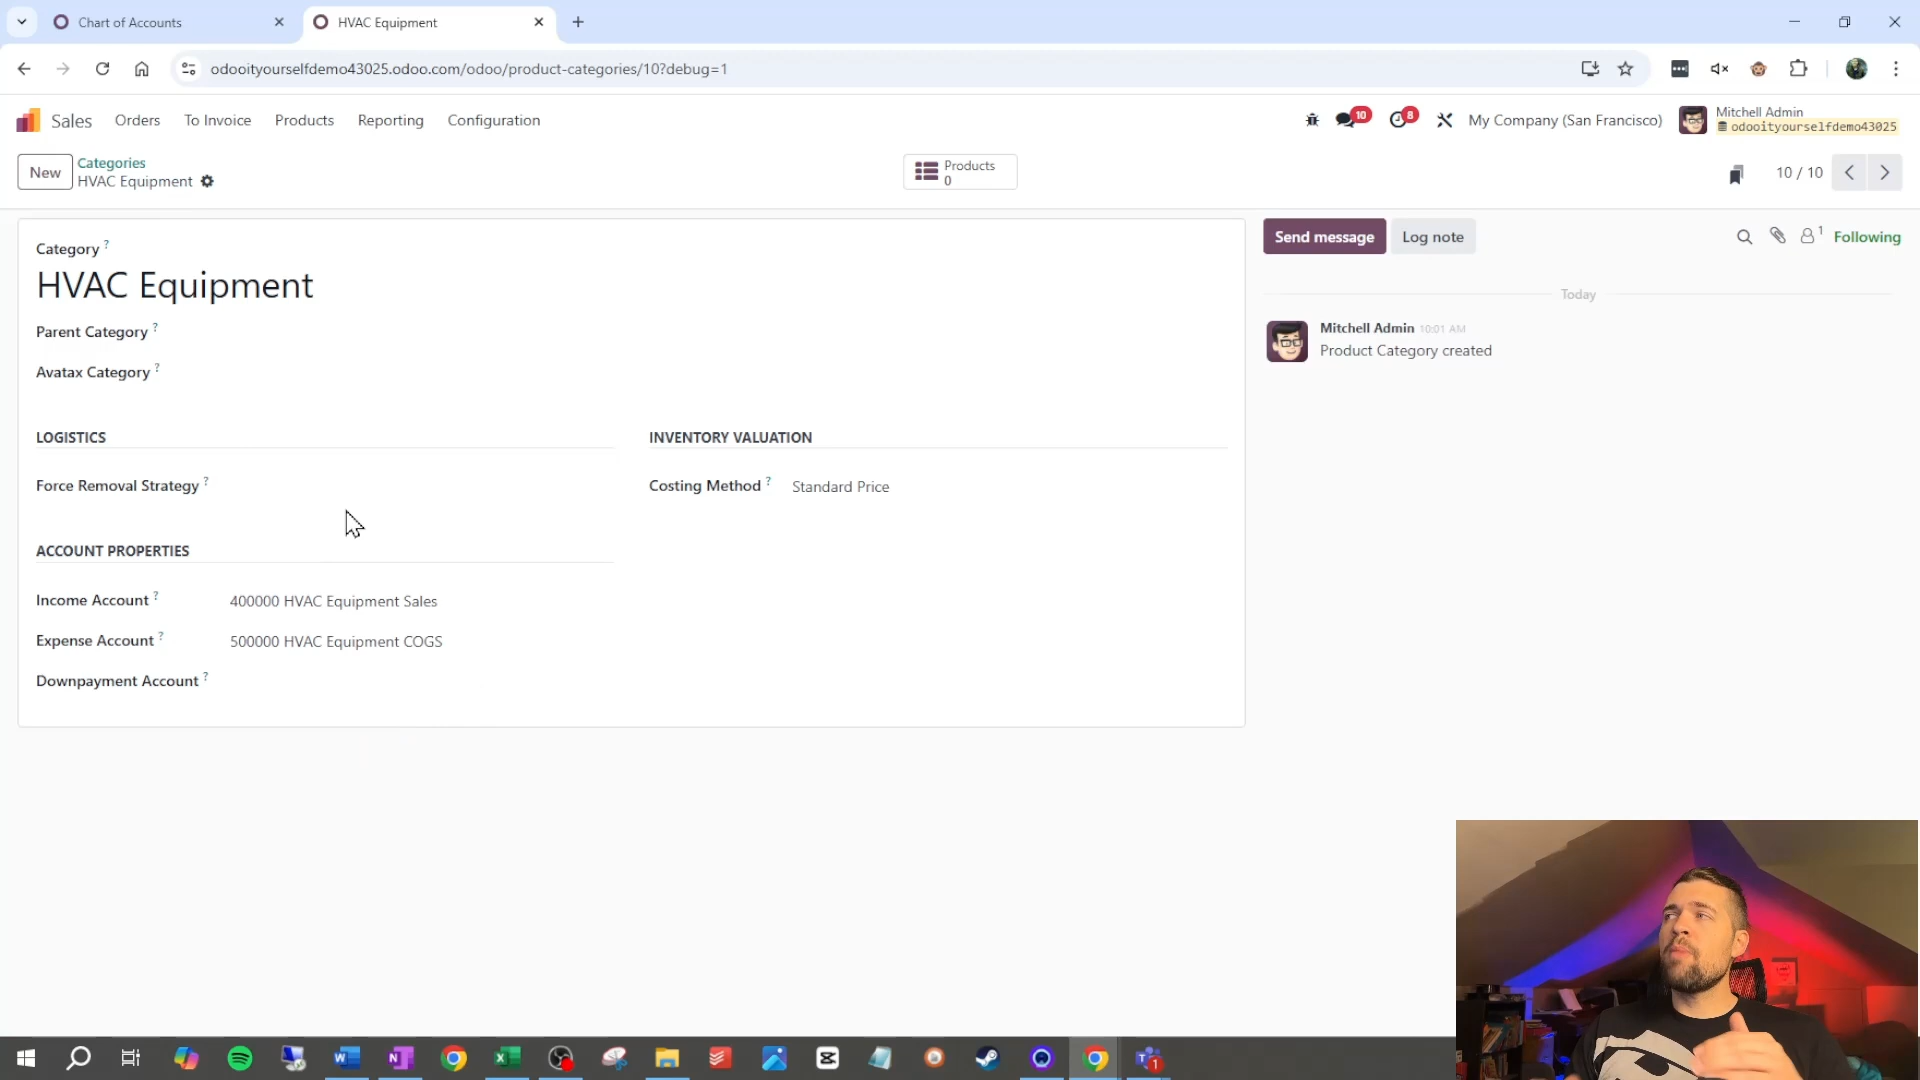 Chart of Accounts
HVAC Equipment
odooityourselfdemo43025.odoo.com/odoo/product-categories/10?debug=1
Sales
Orders
To Invoice
Products
Reporting
Configuration
10
8
My Company (San Francisco)
Mitchell Admin
odooityourselfdemo43025
New
Categories
HVAC Equipment
Products
0
10 / 10
Category ?
HVAC Equipment
Parent Category ?
Avatax Category ?
LOGISTICS
Force Removal Strategy ?
INVENTORY VALUATION
Costing Method ? Standard Price
ACCOUNT PROPERTIES
Income Account ? 400000 HVAC Equipment Sales
Expense Account ? 500000 HVAC Equipment COGS
Downpayment Account ?
Send message
Log note
1
Following
Today
Mitchell Admin 10:01 AM
Product Category created
1